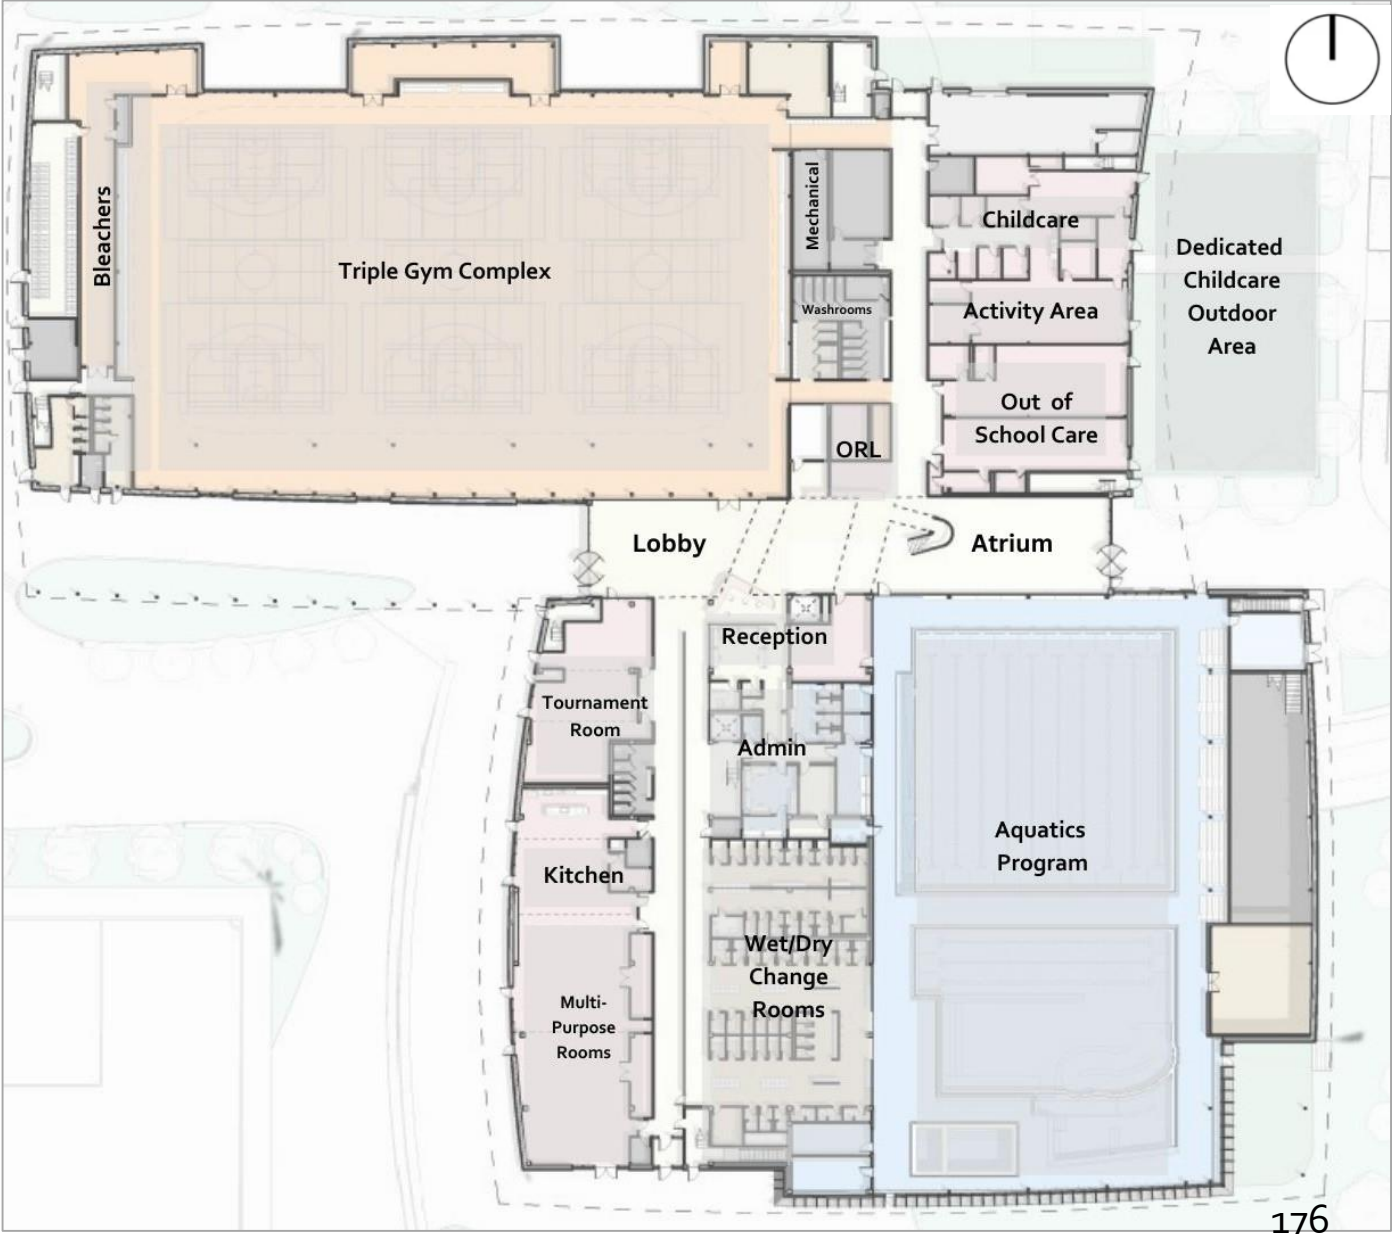 Bleachers
Triple Gym Complex
Mechanical
Washrooms
ORL
Childcare
Activity Area
Out of
School Care
Dedicated
Childcare
Outdoor
Area
Lobby
Atrium
Reception
Tournament
Room
Admin
Kitchen
Multi-
Purpose
Rooms
Wet/Dry
Change
Rooms
Aquatics
Program
176